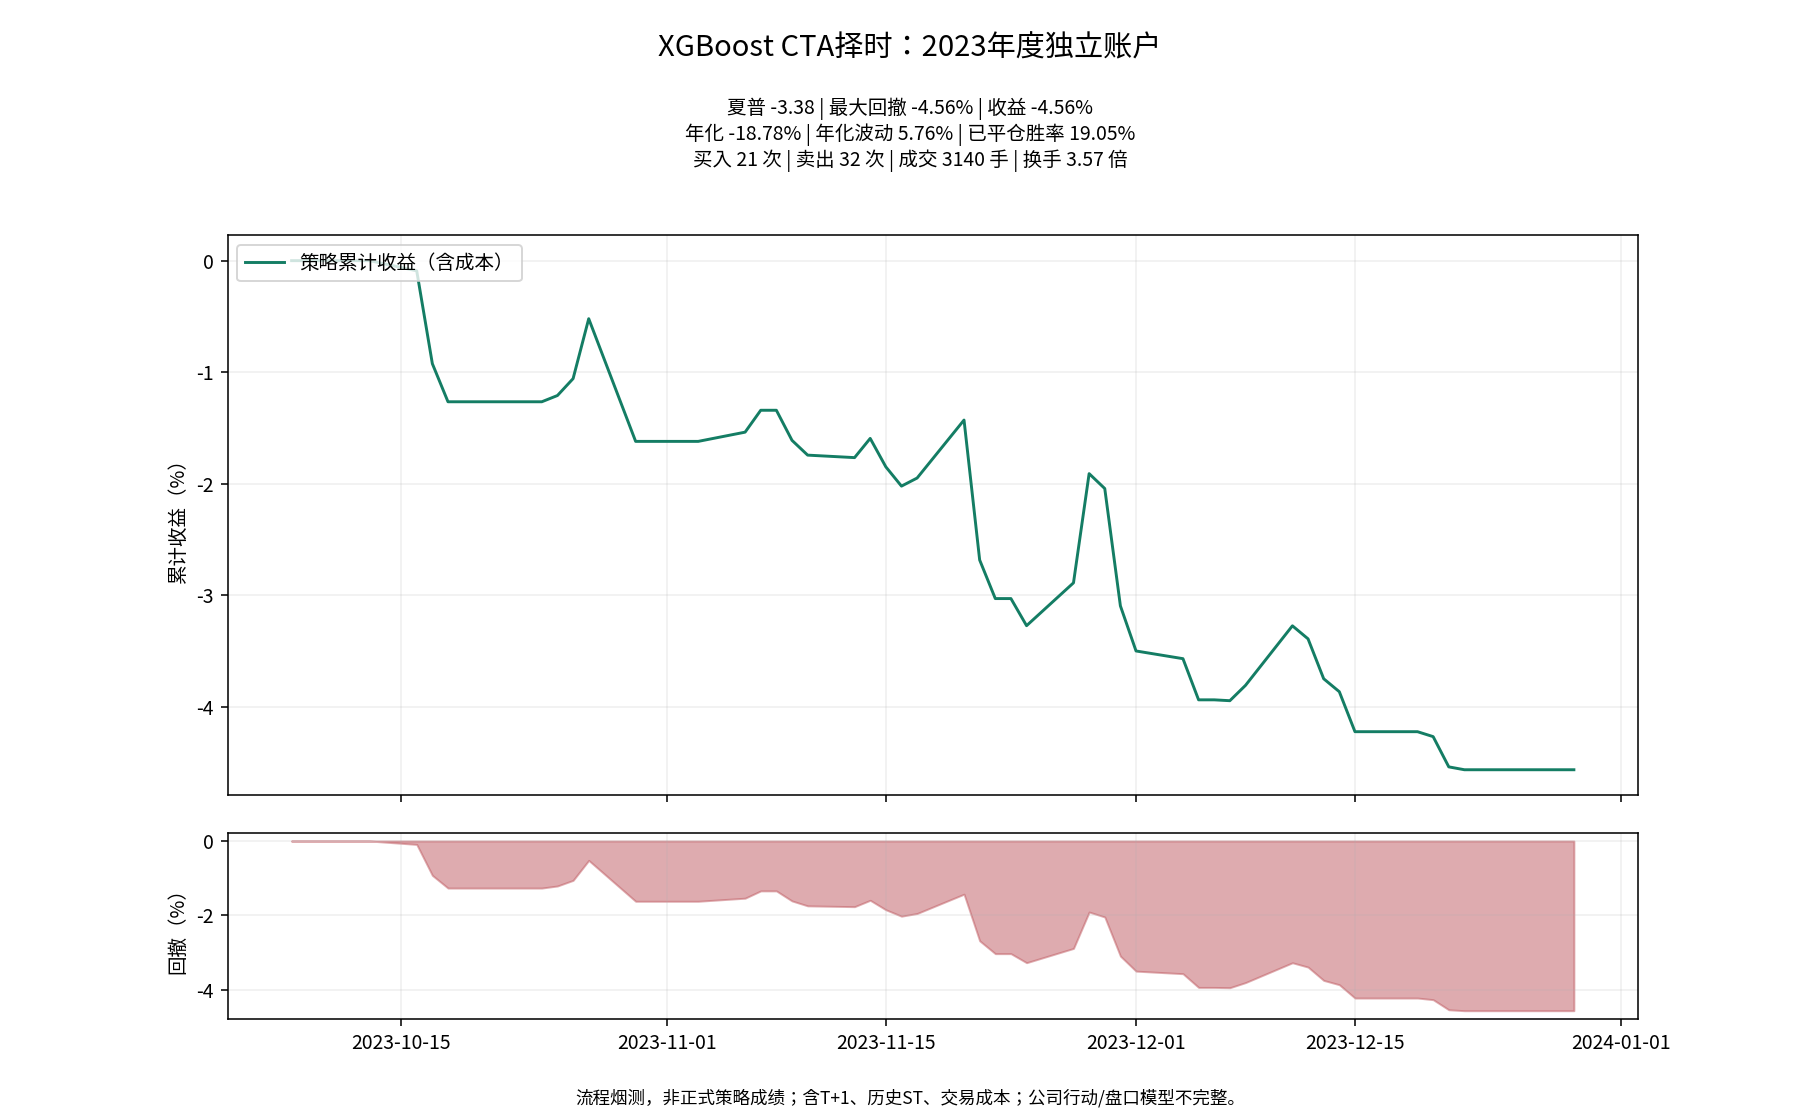 XGBoost CTA择时：2023年度独立账户
夏普 -3.38 | 最大回撤 -4.56% | 收益 -4.56%
年化 -18.78% | 年化波动 5.76% | 已平仓胜率 19.05%
买入 21 次 | 卖出 32 次 | 成交 3140 手 | 换手 3.57 倍
策略累计收益（含成本）
累计收益（%）
0
-1
-2
-3
-4
回撤（%）
0
-2
-4
2023-10-15
2023-11-01
2023-11-15
2023-12-01
2023-12-15
2024-01-01
流程烟测，非正式策略成绩；含T+1、历史ST、交易成本；公司行动/盘口模型不完整。